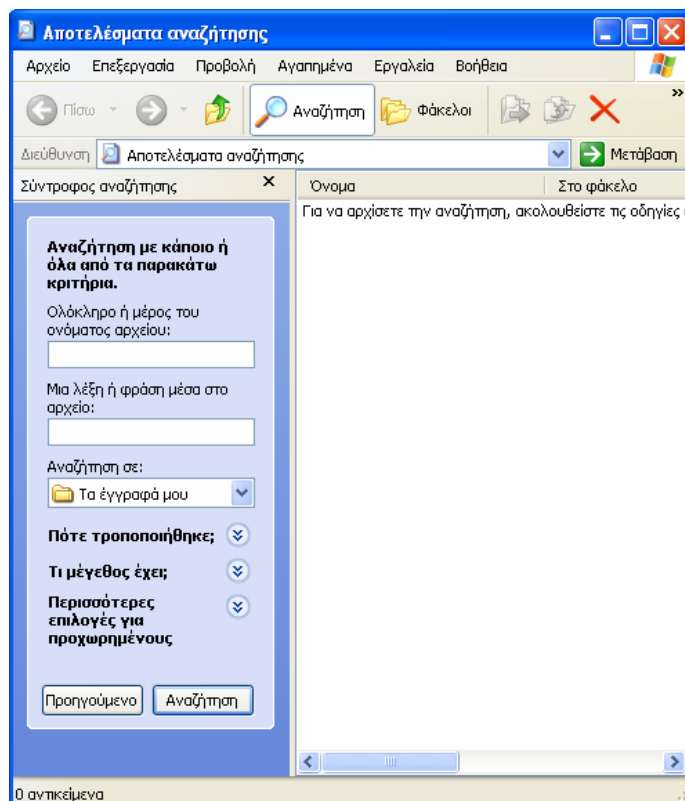 Αποτελέσματα αναζήτησης
Αρχείο Επεξεργασία Προβολή Αγαπημένα Εργαλεία Βοήθεια
Πίσω Αναζήτηση Φάκελοι »
Διεύθυνση Αποτελέσματα αναζήτησης Μετάβαση
Σύντροφος αναζήτησης Όνομα Στο φάκελο
Για να αρχίσετε την αναζήτηση, ακολουθείστε τις οδηγίες
Αναζήτηση με κάποιο ή
όλα από τα παρακάτω
κριτήρια.
Ολόκληρο ή μέρος του
ονόματος αρχείου:
Μια λέξη ή φράση μέσα στο
αρχείο:
Αναζήτηση σε:
Τα έγγραφά μου
Πότε τροποποιήθηκε;
Τι μέγεθος έχει;
Περισσότερες
επιλογές για
προχωρημένους
Προηγούμενο Αναζήτηση
0 αντικείμενα